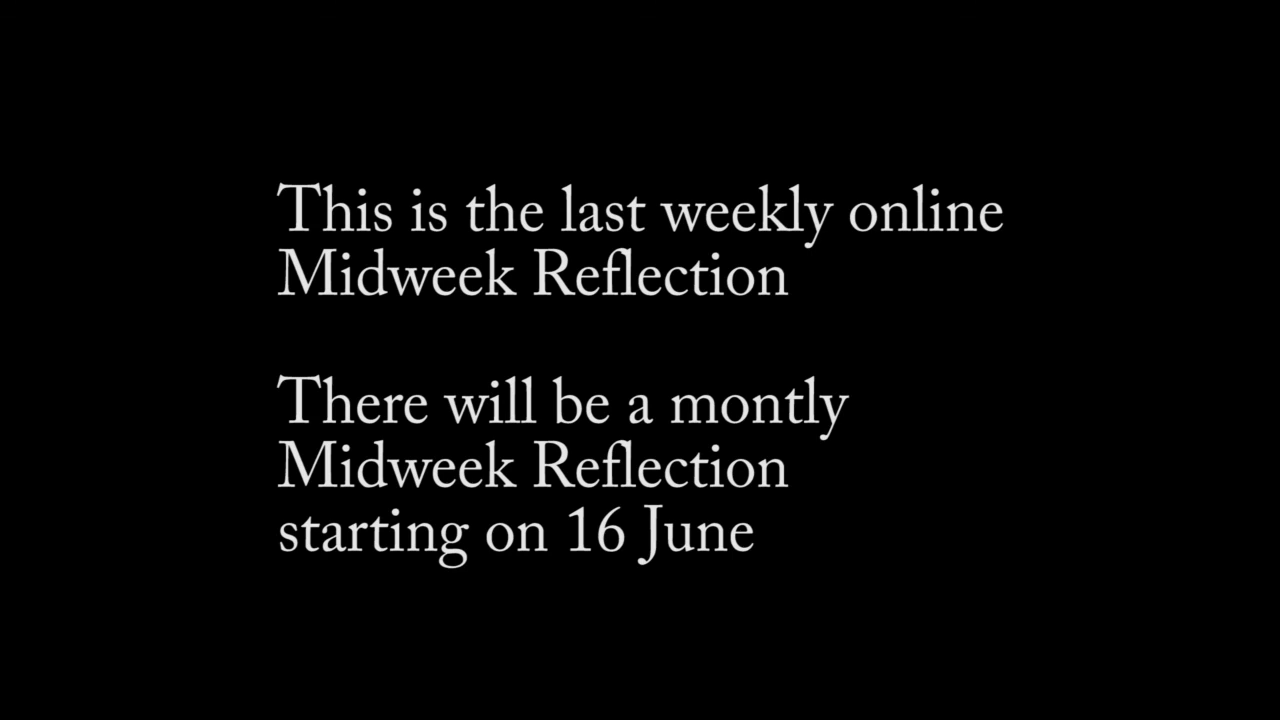 This is the last weekly online
Midweek Reflection
There will be a montly
Midweek Reflection
starting on 16 June